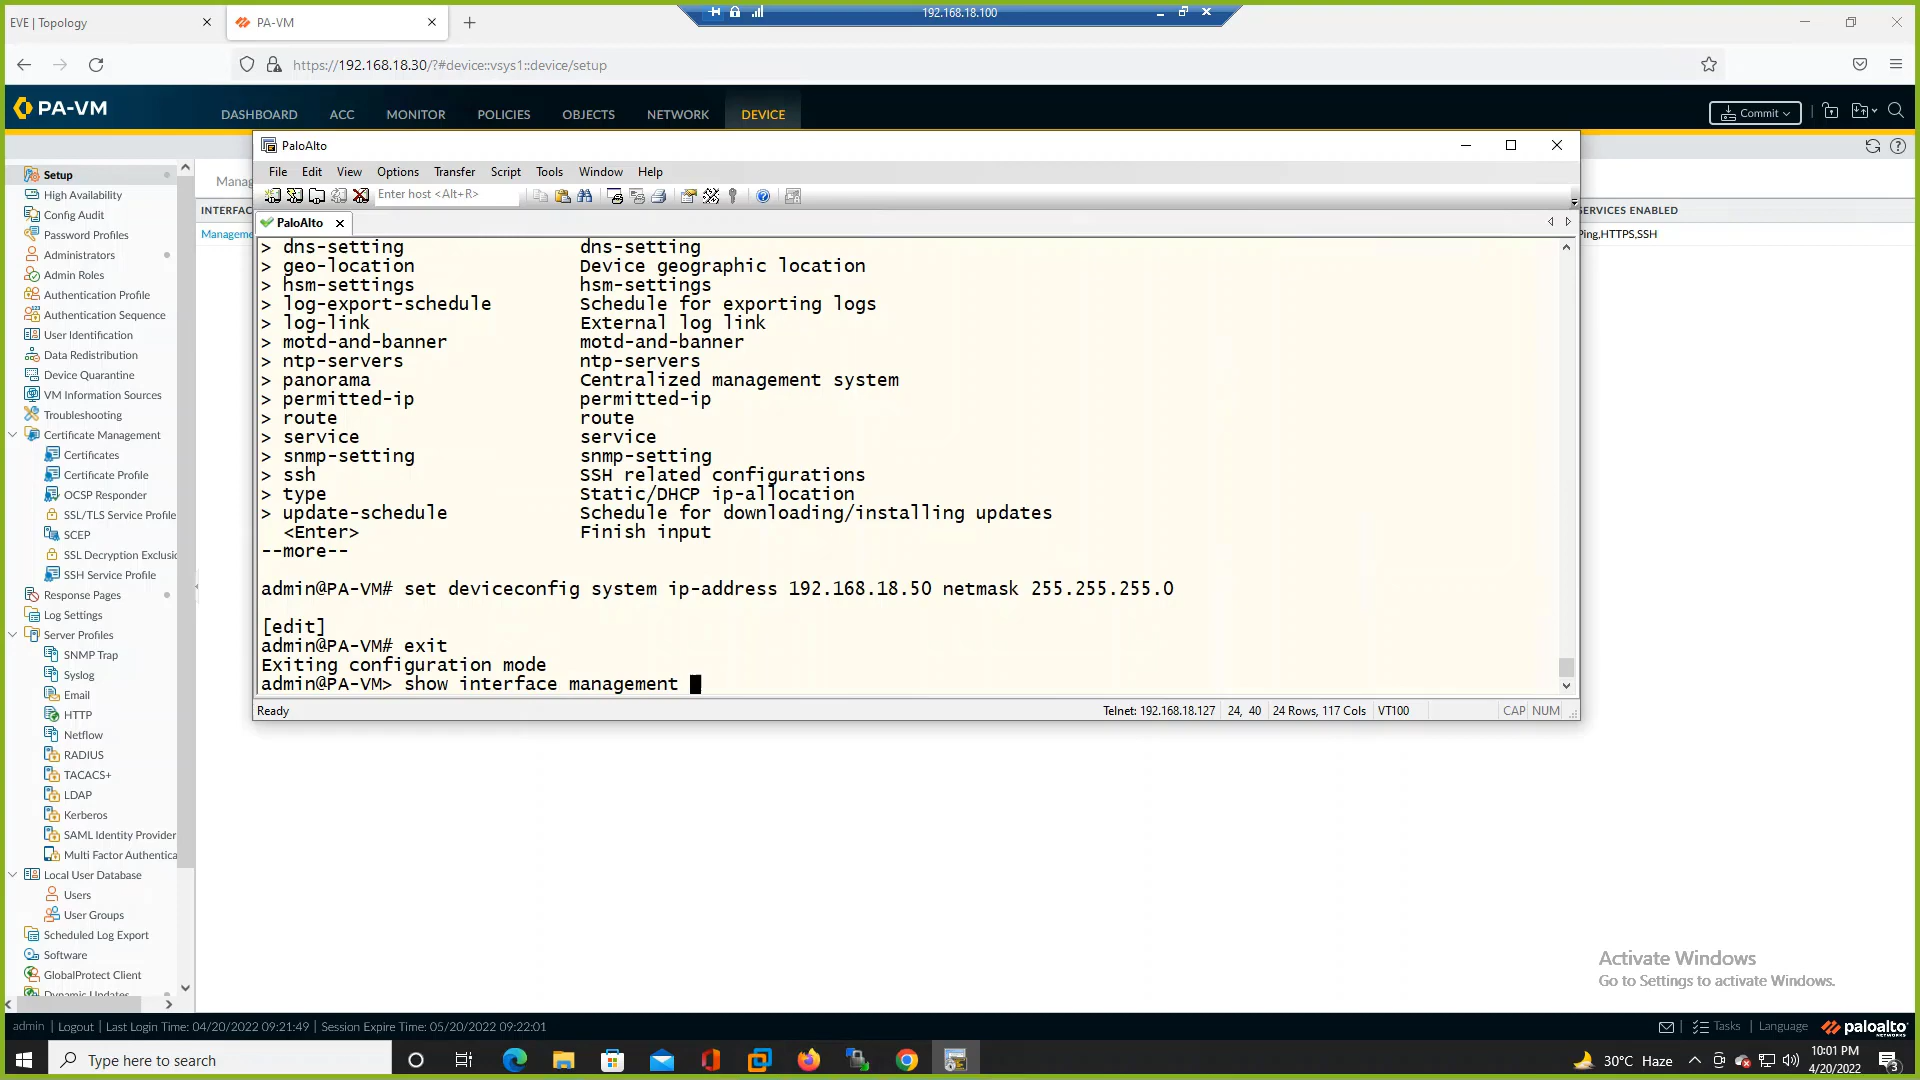 EVE | Topology
PA-VM
192.168.18.100
https://192.168.18.30/?#device::vsys1::device/setup
PA-VM
DASHBOARD
ACC
MONITOR
POLICIES
OBJECTS
NETWORK
DEVICE
Commit
PaloAlto
File
Edit
View
Options
Transfer
Script
Tools
Window
Help
Enter host <Alt+R>
PaloAlto
Setup
High Availability
Config Audit
Password Profiles
Administrators
Admin Roles
Authentication Profile
Authentication Sequence
User Identification
Data Redistribution
Device Quarantine
VM Information Sources
Troubleshooting
Certificate Management
Certificates
Certificate Profile
OCSP Responder
SSL/TLS Service Profile
SCEP
SSL Decryption Exclusio
SSH Service Profile
Response Pages
Log Settings
Server Profiles
SNMP Trap
Syslog
Email
HTTP
Netflow
RADIUS
TACACS+
LDAP
Kerberos
SAML Identity Provider
Multi Factor Authentica
Local User Database
Users
User Groups
Scheduled Log Export
Software
GlobalProtect Client
Dynamic Updates
Manag
INTERFAC
Manageme
SERVICES ENABLED
Ping,HTTPS,SSH
> dns-setting dns-setting
> geo-location Device geographic location
> hsm-settings hsm-settings
> log-export-schedule Schedule for exporting logs
> log-link External log link
> motd-and-banner motd-and-banner
> ntp-servers ntp-servers
> panorama Centralized management system
> permitted-ip permitted-ip
> route route
> service service
> snmp-setting snmp-setting
> ssh SSH related configurations
> type Static/DHCP ip-allocation
> update-schedule Schedule for downloading/installing updates
<Enter> Finish input
--more--
admin@PA-VM# set deviceconfig system ip-address 192.168.18.50 netmask 255.255.255.0
[edit]
admin@PA-VM# exit
Exiting configuration mode
admin@PA-VM> show interface management
Ready
Telnet: 192.168.18.127
24, 40
24 Rows, 117 Cols
VT100
CAP NUM
Activate Windows
Go to Settings to activate Windows.
admin | Logout | Last Login Time: 04/20/2022 09:21:49 | Session Expire Time: 05/20/2022 09:22:01
Tasks | Language
paloalto
NETWORKS
Type here to search
30°C Haze
10:01 PM
4/20/2022
3